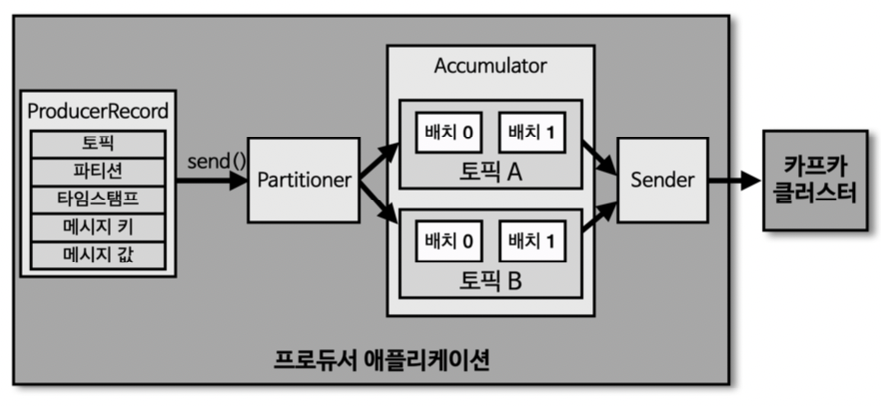 ProducerRecord
토픽
파티션
타임스탬프
메시지 키
메시지 값
send()
Partitioner
Accumulator
배치 0
배치 1
토픽 A
배치 0
배치 1
토픽 B
Sender
카프카
클러스터
프로듀서 애플리케이션